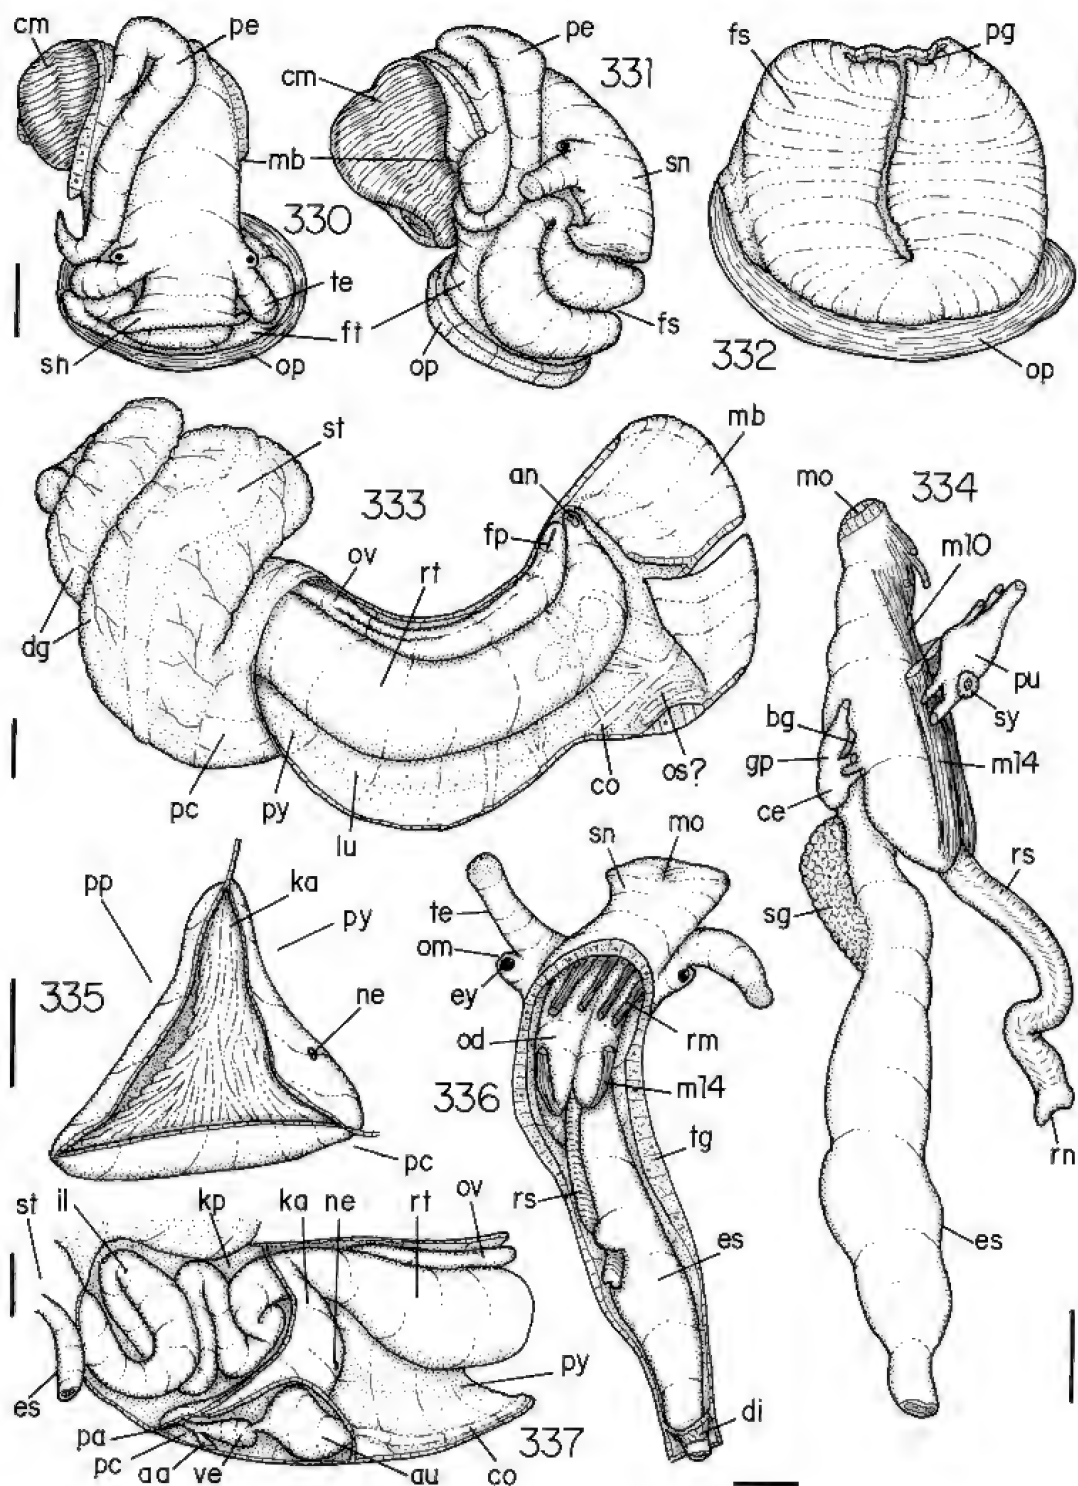 cm pe
330
mb
te
ft
sn op
pe
cm 331
sn
fs
op
fs pg
332
op
st
333
an mb
fp
ov rt
dg
pc py lu co os?
mo 334
m10
pu
bg sy
gp m14
ce
rs
sg
rn
es
pp ka
py
335
ne
pc
sn mo
te
om
ey
od rm
336 m14
tg
rs
es
di
st il kp ka ne rt ov
es py
pa 337
pc aa ve au co